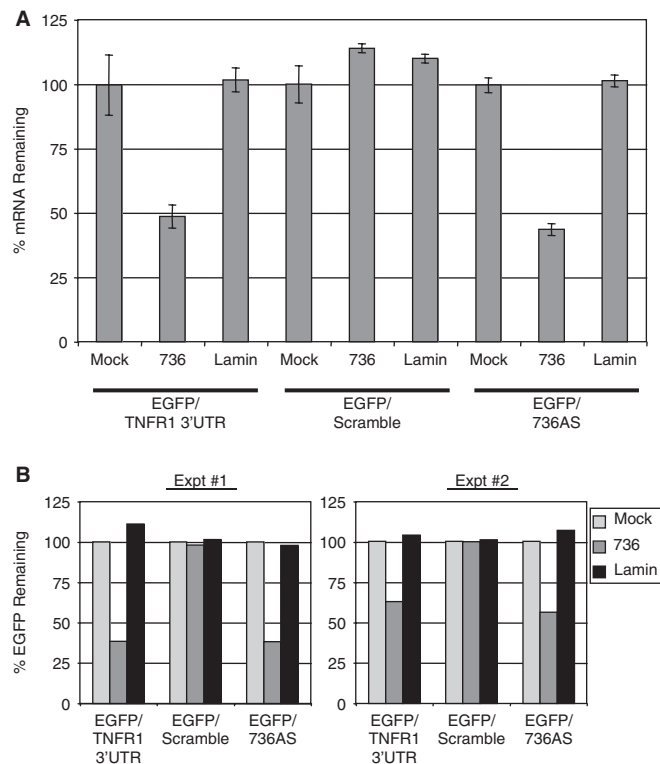 A
125
100
75
50
25
0
% mRNA Remaining
Mock 736 Lamin Mock 736 Lamin Mock 736 Lamin
EGFP/ EGFP/ EGFP/
TNFR1 3'UTR Scramble 736AS
B
Expt #1
Expt #2
125
100
75
50
25
0
% EGFP Remaining
EGFP/ EGFP/ EGFP/
TNFR1 Scramble 736AS
3'UTR
125
100
75
50
25
0
EGFP/ EGFP/ EGFP/
TNFR1 Scramble 736AS
3'UTR
Mock
736
Lamin